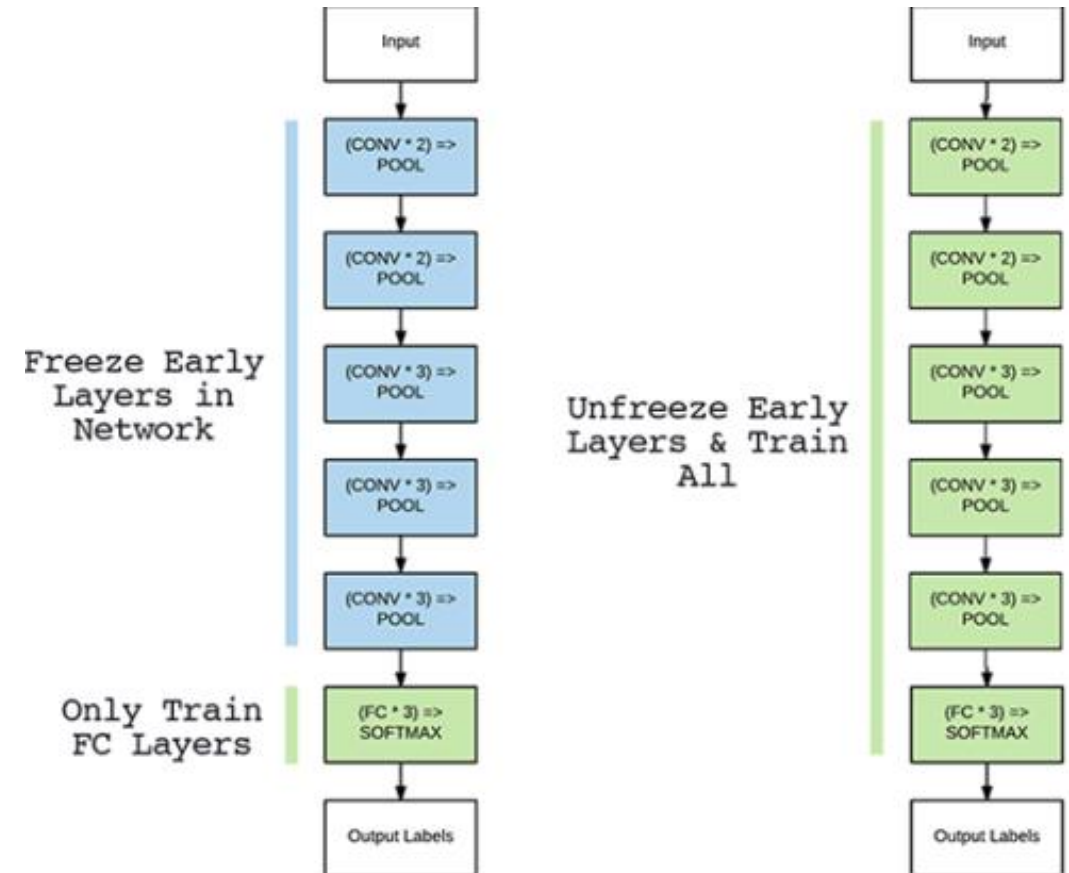 Input
(CONV * 2) =>
POOL
(CONV * 2) =>
POOL
(CONV * 3) =>
POOL
(CONV * 3) =>
POOL
(CONV * 3) =>
POOL
(FC * 3) =>
SOFTMAX
Output Labels
Freeze Early
Layers in
Network
Only Train
FC Layers
Input
(CONV * 2) =>
POOL
(CONV * 2) =>
POOL
(CONV * 3) =>
POOL
(CONV * 3) =>
POOL
(CONV * 3) =>
POOL
(FC * 3) =>
SOFTMAX
Output Labels
Unfreeze Early
Layers & Train
All